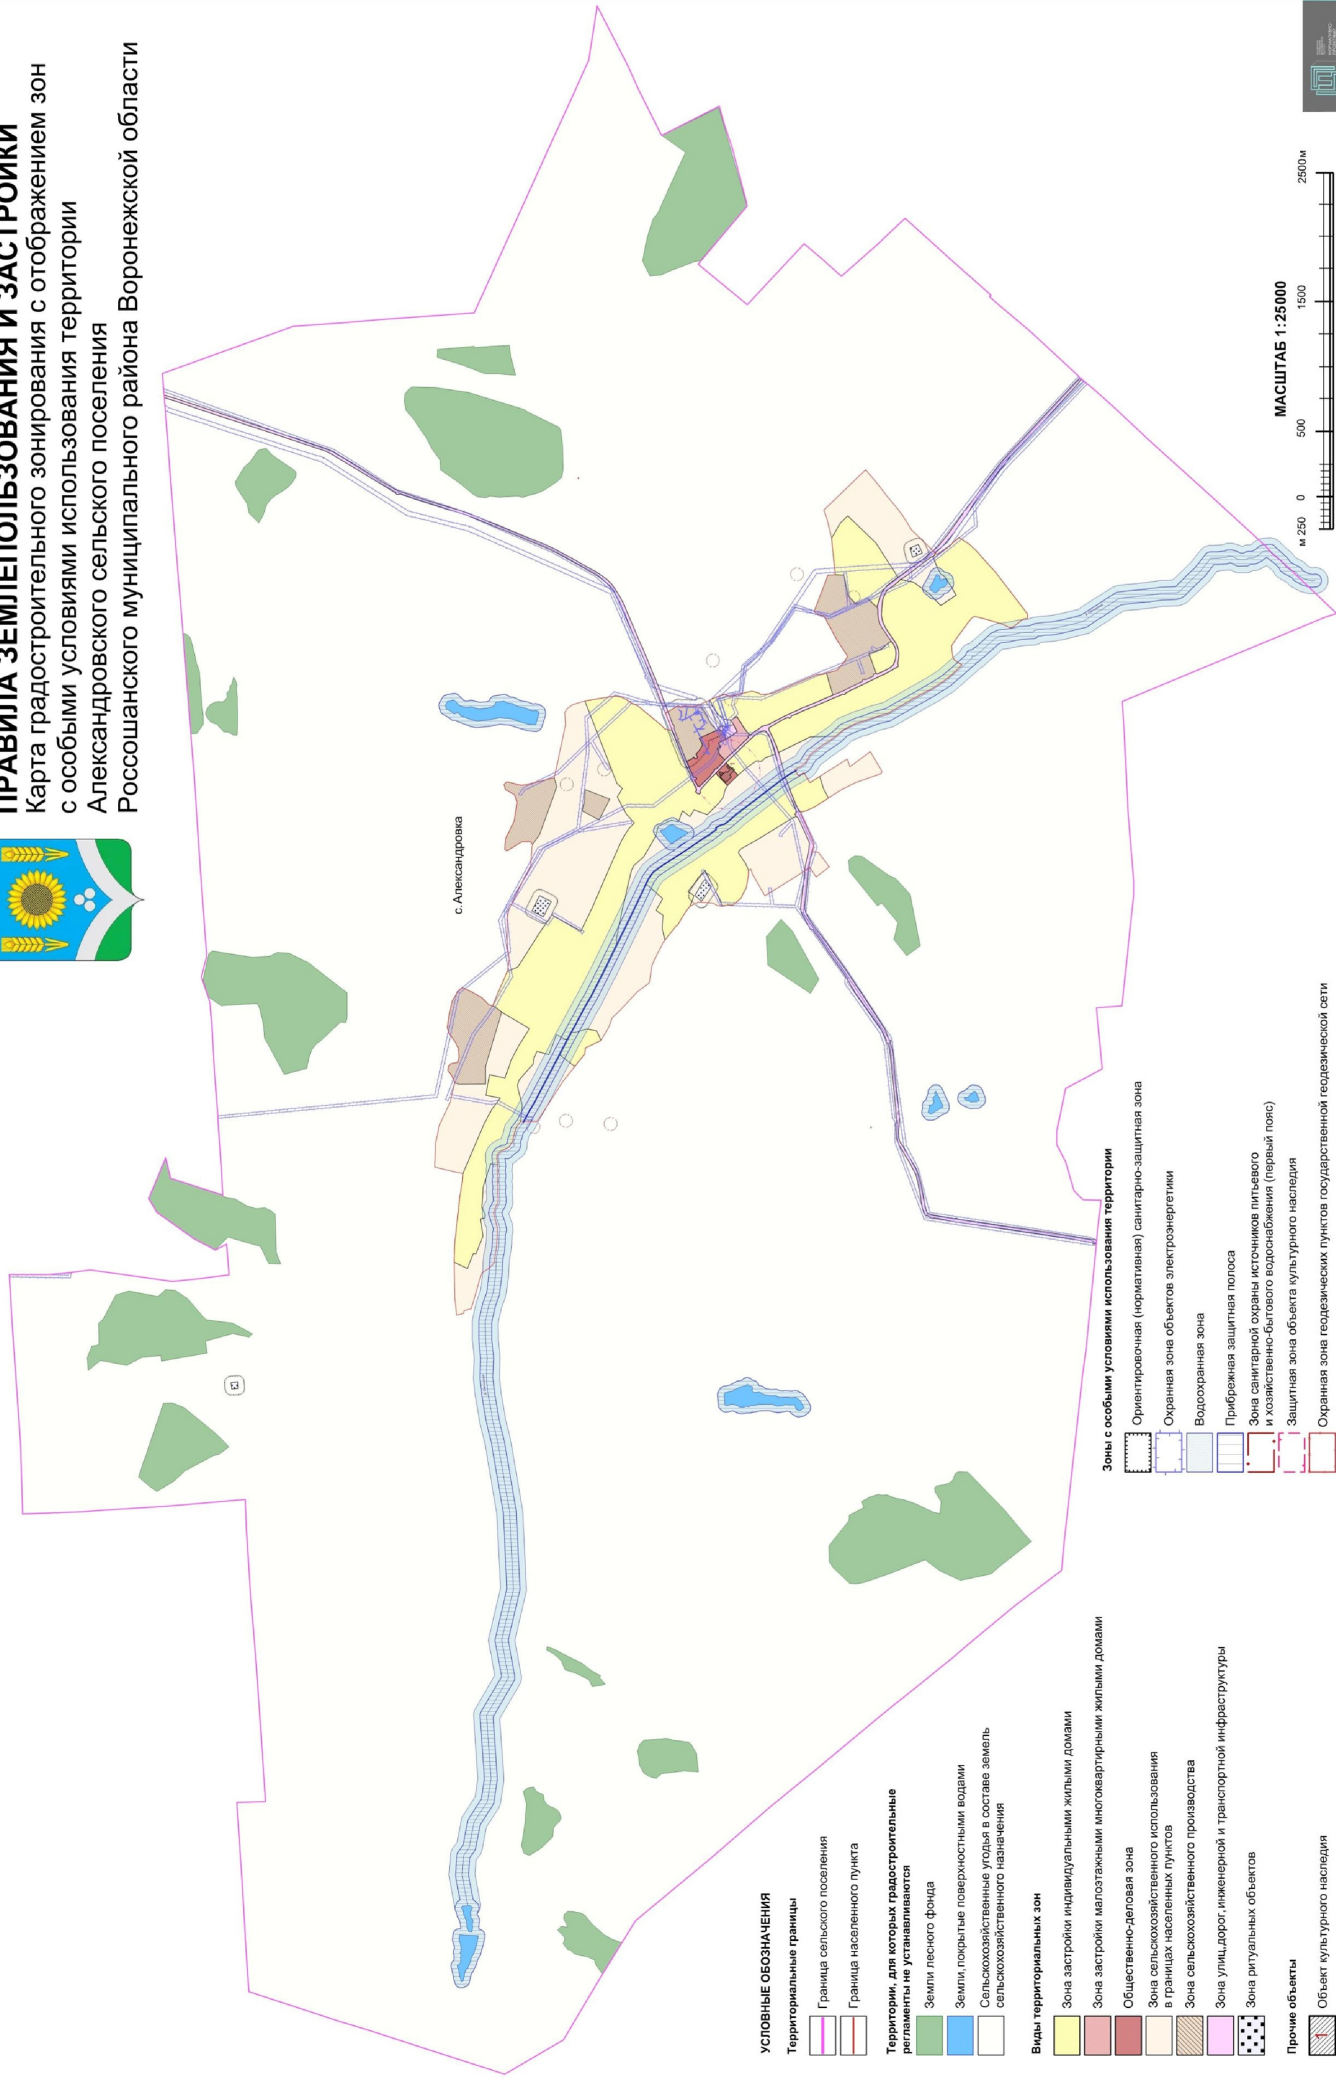 ПРАВИЛА ЗЕМЛЕПОЛЬЗОВАНИЯ И ЗАСТРОЙКИ
Карта градостроительного зонирования с отображением зон
с особыми условиями использования территории
Александровского сельского поселения
Россошанского муниципального района Воронежской области
с.Александровка
МАСШТАБ 1:25000
м 250 0 500 1500 2500м
УСЛОВНЫЕ ОБОЗНАЧЕНИЯ
Территориальные границы
Граница сельского поселения
Граница населенного пункта
Территории, для которых градостроительные
регламенты не устанавливаются
Земли лесного фонда
Земли,покрытые поверхностными водами
Сельскохозяйственные угодья в составе земель
сельскохозяйственного назначения
Виды территориальных зон
Зона застройки индивидуальными жилыми домами
Зона застройки малоэтажными многоквартирными жилыми домами
Общественно-деловая зона
Зона сельскохозяйственного использования
в границах населенных пунктов
Зона сельскохозяйственного производства
Зона улиц,дорог,инженерной и транспортной инфраструктуры
Зона ритуальных объектов
Прочие объекты
1
Объект культурного наследия
Зоны с особыми условиями использования территории
Ориентировочная (нормативная) санитарно-защитная зона
Охранная зона объектов электроэнергетики
Водоохранная зона
Прибрежная защитная полоса
Зона санитарной охраны источников питьевого
и хозяйственно-бытового водоснабжения (первый пояс)
Защитная зона объекта культурного наследия
Охранная зона геодезических пунктов государственной геодезической сети